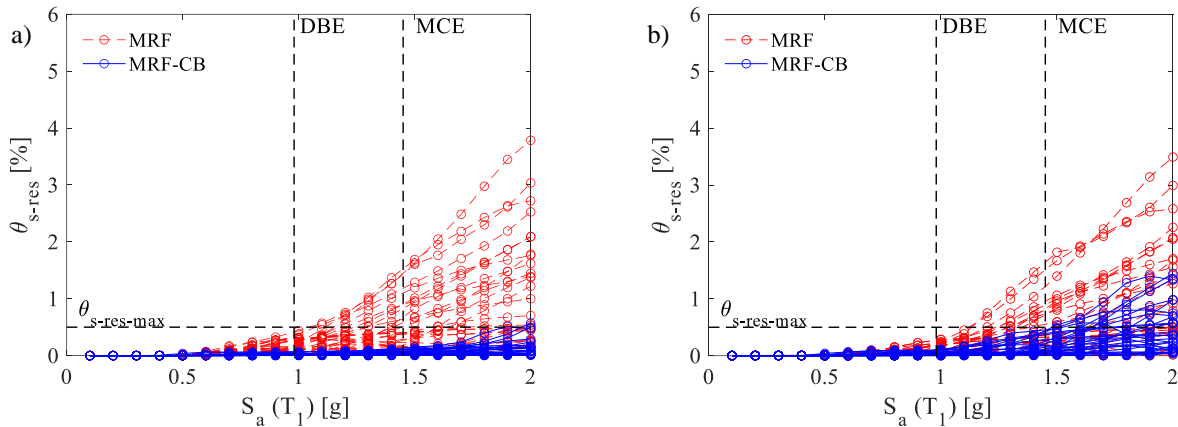 a)
6
5
4
3
2
1
0
θs-res [%]
DBE
MCE
MRF
MRF-CB
θs-res-max
0
0.5
1
1.5
2
Sa (T1) [g]
b)
6
5
4
3
2
1
0
θs-res [%]
DBE
MCE
MRF
MRF-CB
θs-res-max
0
0.5
1
1.5
2
Sa (T1) [g]